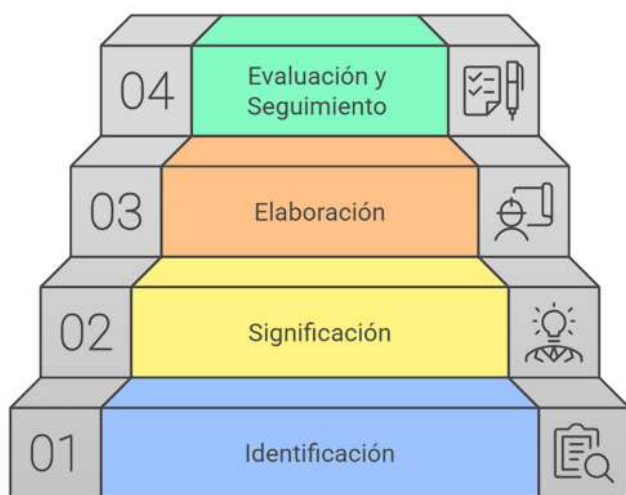 04
Evaluación y
Seguimiento
03
Elaboración
02
Significación
01
Identificación